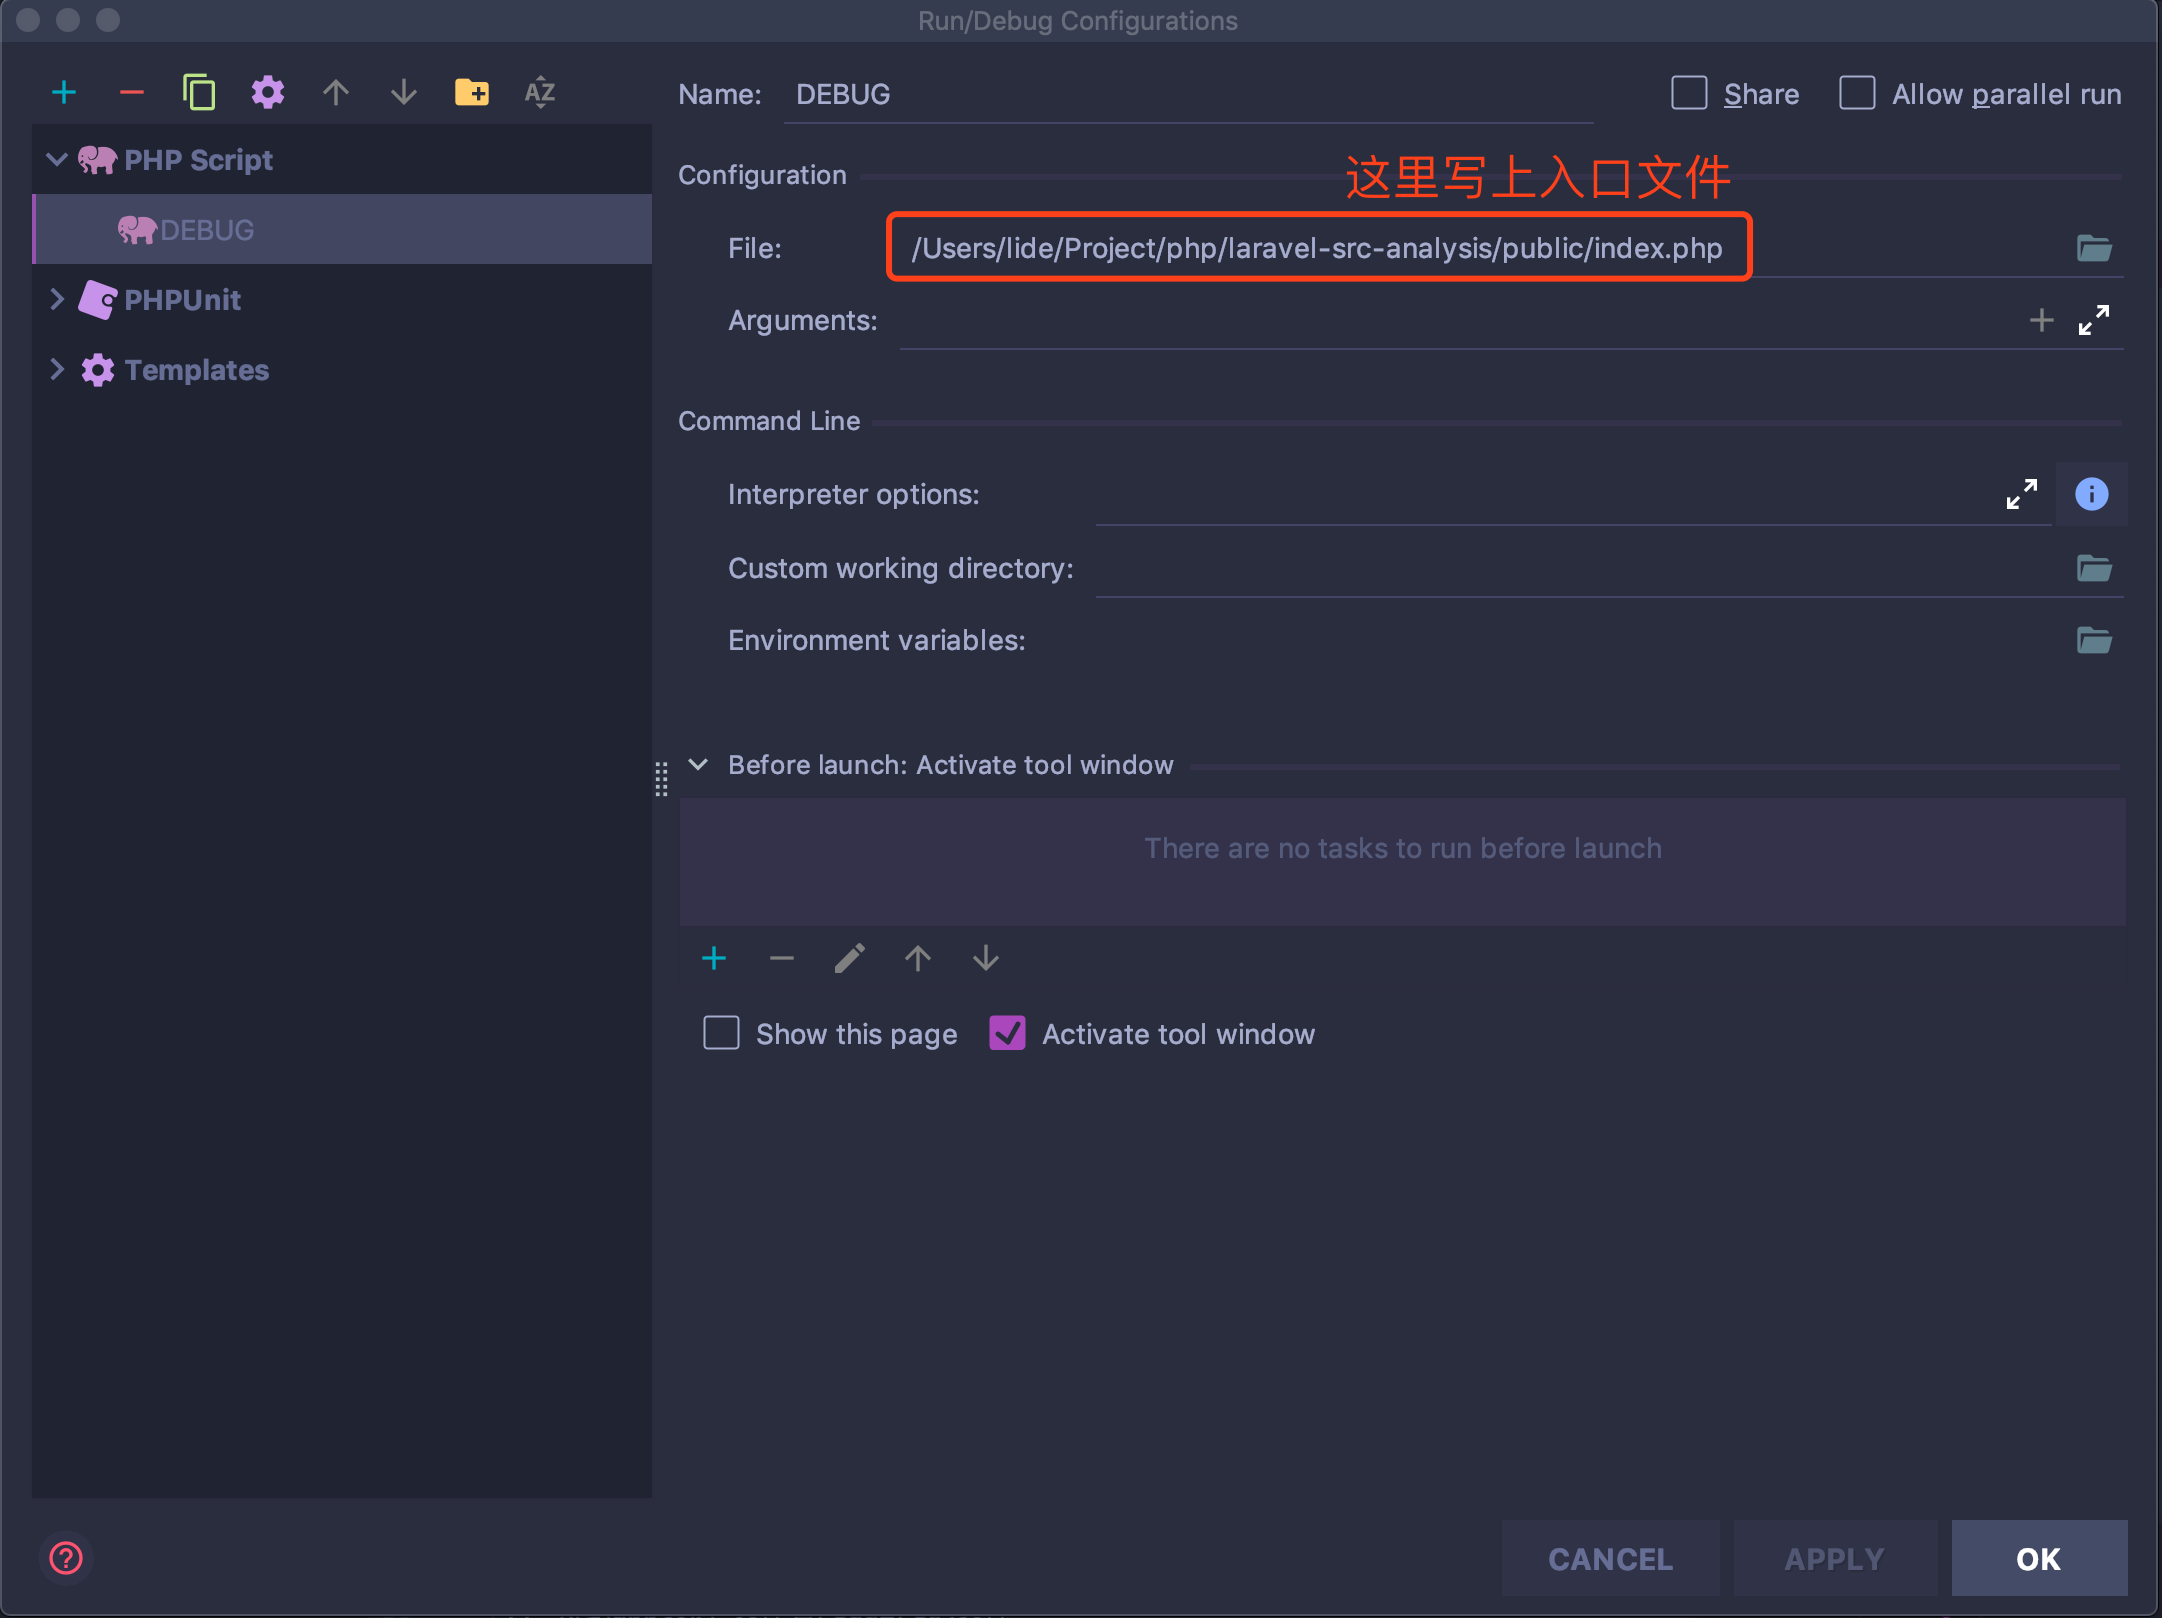 Run/Debug Configurations
AZ
Name: DEBUG
Share
Allow parallel run
PHP Script
DEBUG
PHPUnit
Templates
Configuration
这里写上入口文件
File: /Users/lide/Project/php/laravel-src-analysis/public/index.php
Arguments:
Command Line
Interpreter options:
Custom working directory:
Environment variables:
Before launch: Activate tool window
There are no tasks to run before launch
Show this page
Activate tool window
CANCEL
APPLY
OK